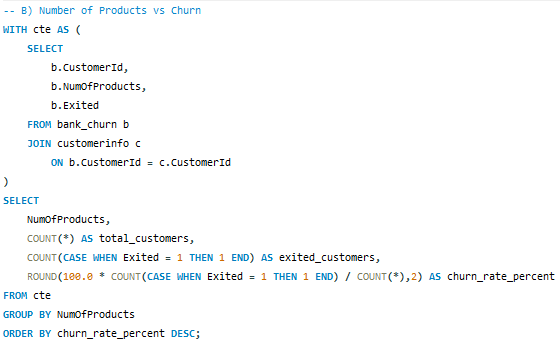 -- B) Number of Products vs Churn
WITH cte AS (
    SELECT
        b.CustomerId,
        b.NumOfProducts,
        b.Exited
    FROM bank_churn b
    JOIN customerinfo c
        ON b.CustomerId = c.CustomerId
)
SELECT
    NumOfProducts,
    COUNT(*) AS total_customers,
    COUNT(CASE WHEN Exited = 1 THEN 1 END) AS exited_customers,
    ROUND(100.0 * COUNT(CASE WHEN Exited = 1 THEN 1 END) / COUNT(*),2) AS churn_rate_percent
FROM cte
GROUP BY NumOfProducts
ORDER BY churn_rate_percent DESC;